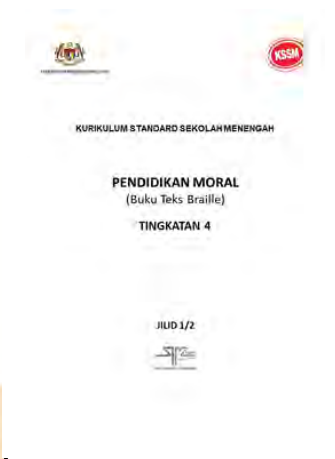 KSSM
KURIKULUM STANDARD SEKOLAH MENENGAH
PENDIDIKAN MORAL
(Buku Teks Braille)
TINGKATAN 4
JILID 1/2